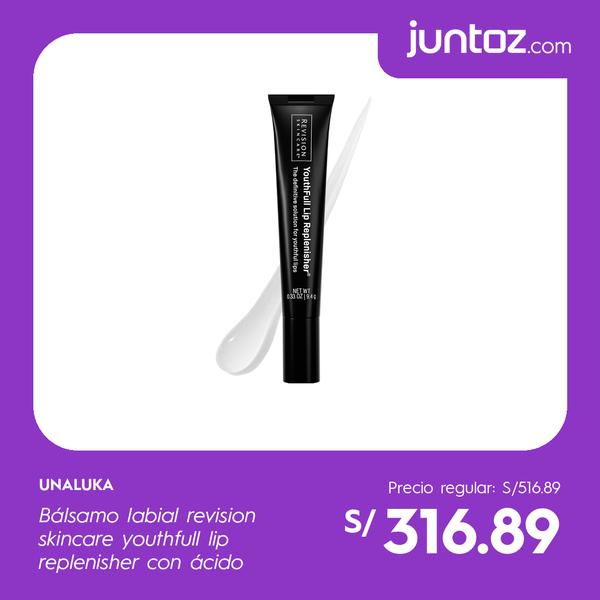 juntoz.com
REVISION
SKINCARE®
YouthFull Lip Replenisher®
The definitive solution for youthful lips
NET WT
0.33 OZ | 9.4 g
UNALUKA
Bálsamo labial revision
skincare youthfull lip
replenisher con ácido
Precio regular: S/516.89
S/316.89